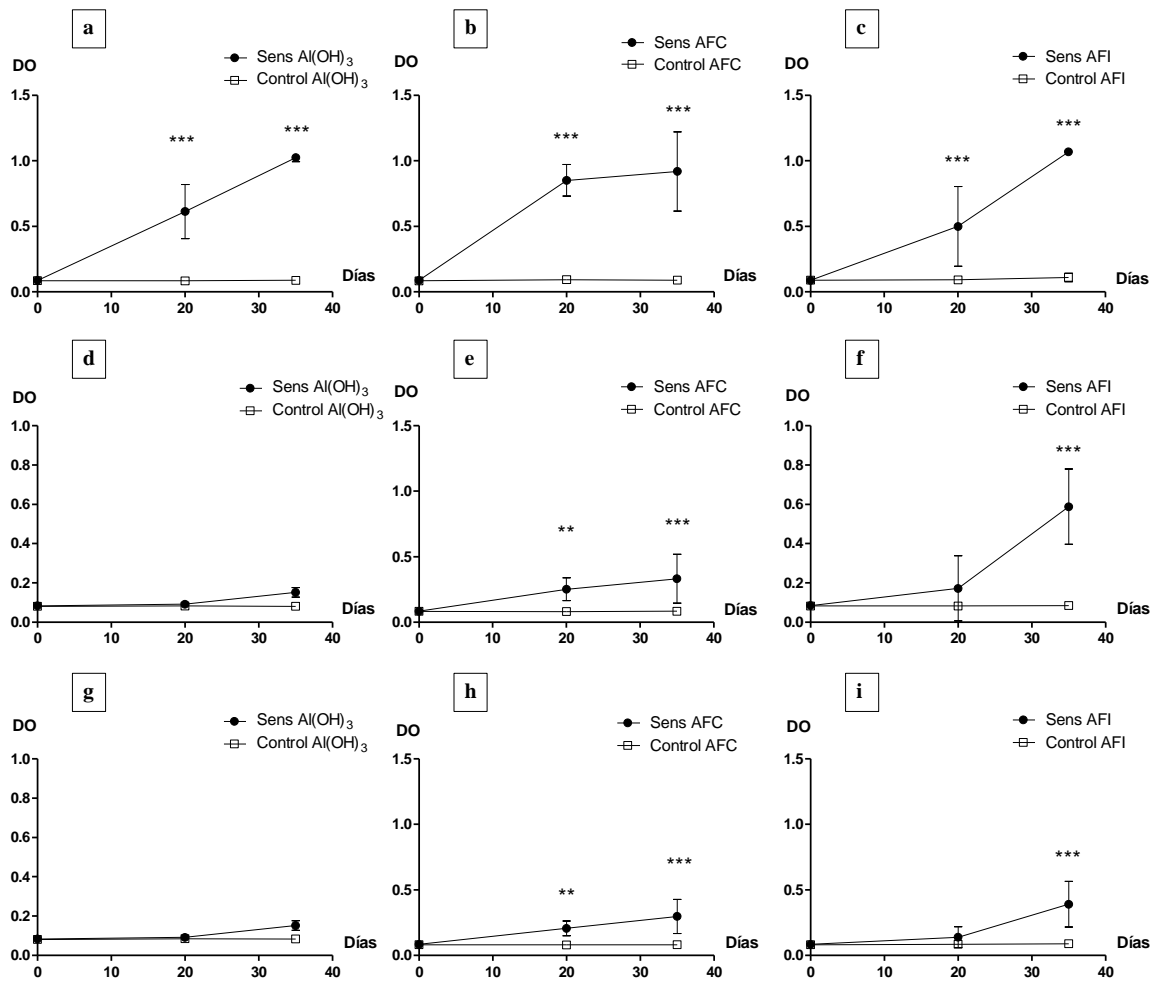 a
DO
Sens Al(OH)3
Control Al(OH)3
1.5
1.0
0.5
0.0
*** ***
Días
0 10 20 30 40
b
DO
Sens AFC
Control AFC
1.5
1.0
0.5
0.0
*** ***
Días
0 10 20 30 40
c
DO
Sens AFI
Control AFI
1.5
1.0
0.5
0.0
*** ***
Días
0 10 20 30 40
d
DO
Sens Al(OH)3
Control Al(OH)3
1.0
0.8
0.6
0.4
0.2
0.0
Días
0 10 20 30 40
e
DO
Sens AFC
Control AFC
1.5
1.0
0.5
0.0
** ***
Días
0 10 20 30 40
f
DO
Sens AFI
Control AFI
1.0
0.8
0.6
0.4
0.2
0.0
***
Días
0 10 20 30 40
g
DO
Sens Al(OH)3
Control Al(OH)3
1.0
0.8
0.6
0.4
0.2
0.0
Días
0 10 20 30 40
h
DO
Sens AFC
Control AFC
1.5
1.0
0.5
0.0
** ***
Días
0 10 20 30 40
i
DO
Sens AFI
Control AFI
1.5
1.0
0.5
0.0
***
Días
0 10 20 30 40